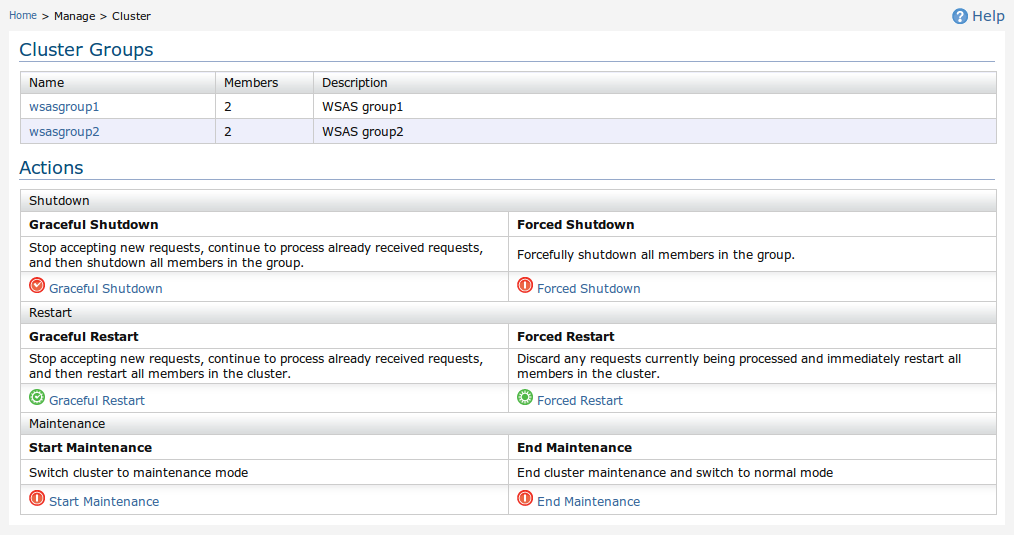 Home > Manage > Cluster
Help
Cluster Groups
Name Members Description
wsasgroup1 2 WSAS group1
wsasgroup2 2 WSAS group2
Actions
Shutdown
Graceful Shutdown Forced Shutdown
Stop accepting new requests, continue to process already received requests,
and then shutdown all members in the group.
Forcefully shutdown all members in the group.
Graceful Shutdown Forced Shutdown
Restart
Graceful Restart Forced Restart
Stop accepting new requests, continue to process already received requests,
and then restart all members in the cluster.
Discard any requests currently being processed and immediately restart all
members in the cluster.
Graceful Restart Forced Restart
Maintenance
Start Maintenance End Maintenance
Switch cluster to maintenance mode End cluster maintenance and switch to normal mode
Start Maintenance End Maintenance